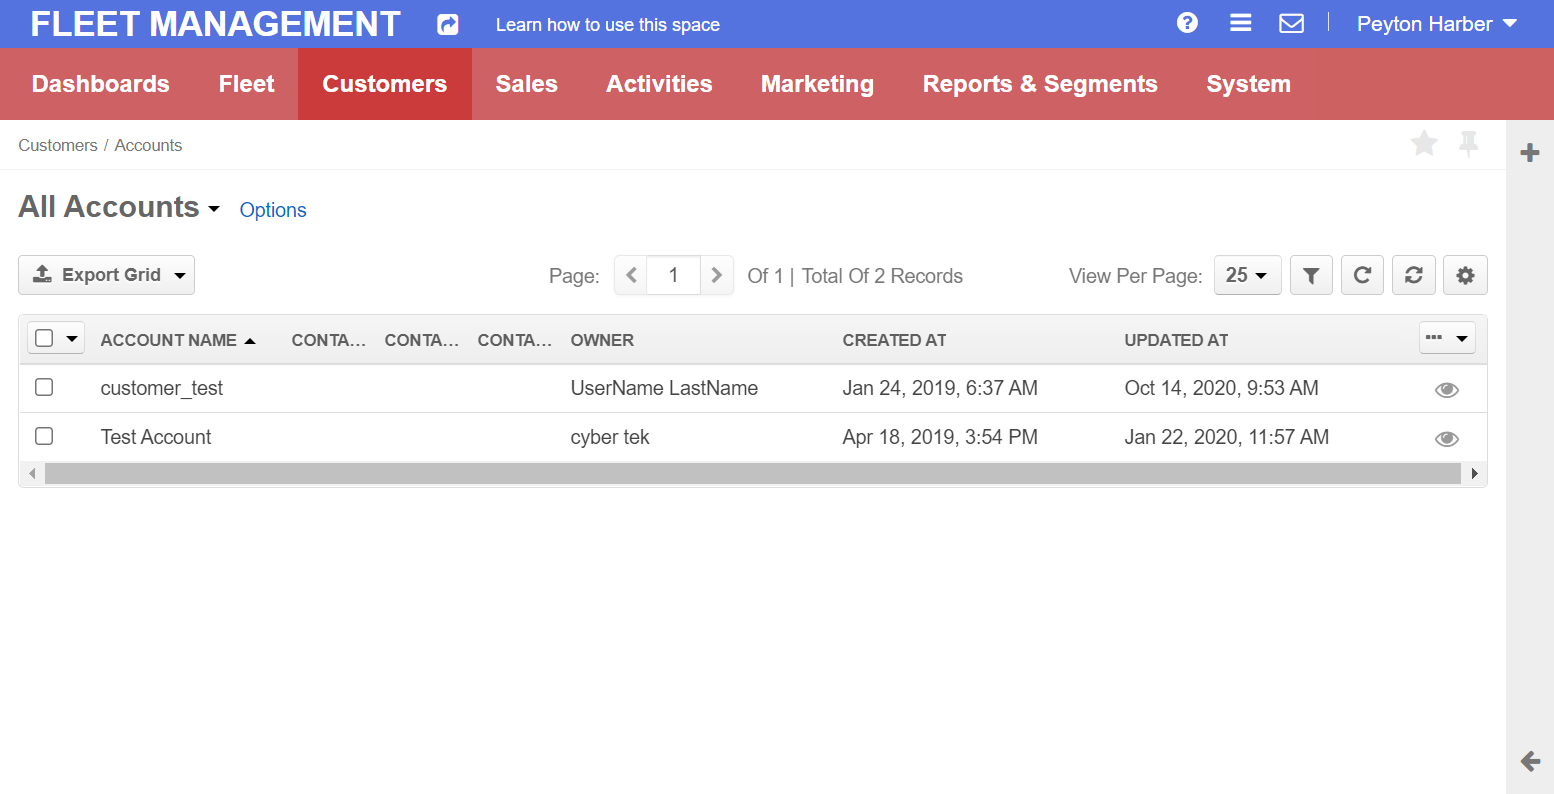 FLEET MANAGEMENT Learn how to use this space Peyton Harber
Dashboards Fleet Customers Sales Activities Marketing Reports & Segments System
Customers / Accounts
All Accounts Options
Export Grid Page: 1 Of 1 | Total Of 2 Records View Per Page: 25
ACCOUNT NAME CONTA... CONTA... CONTA... OWNER CREATED AT UPDATED AT
customer_test UserName LastName Jan 24, 2019, 6:37 AM Oct 14, 2020, 9:53 AM
Test Account cyber tek Apr 18, 2019, 3:54 PM Jan 22, 2020, 11:57 AM